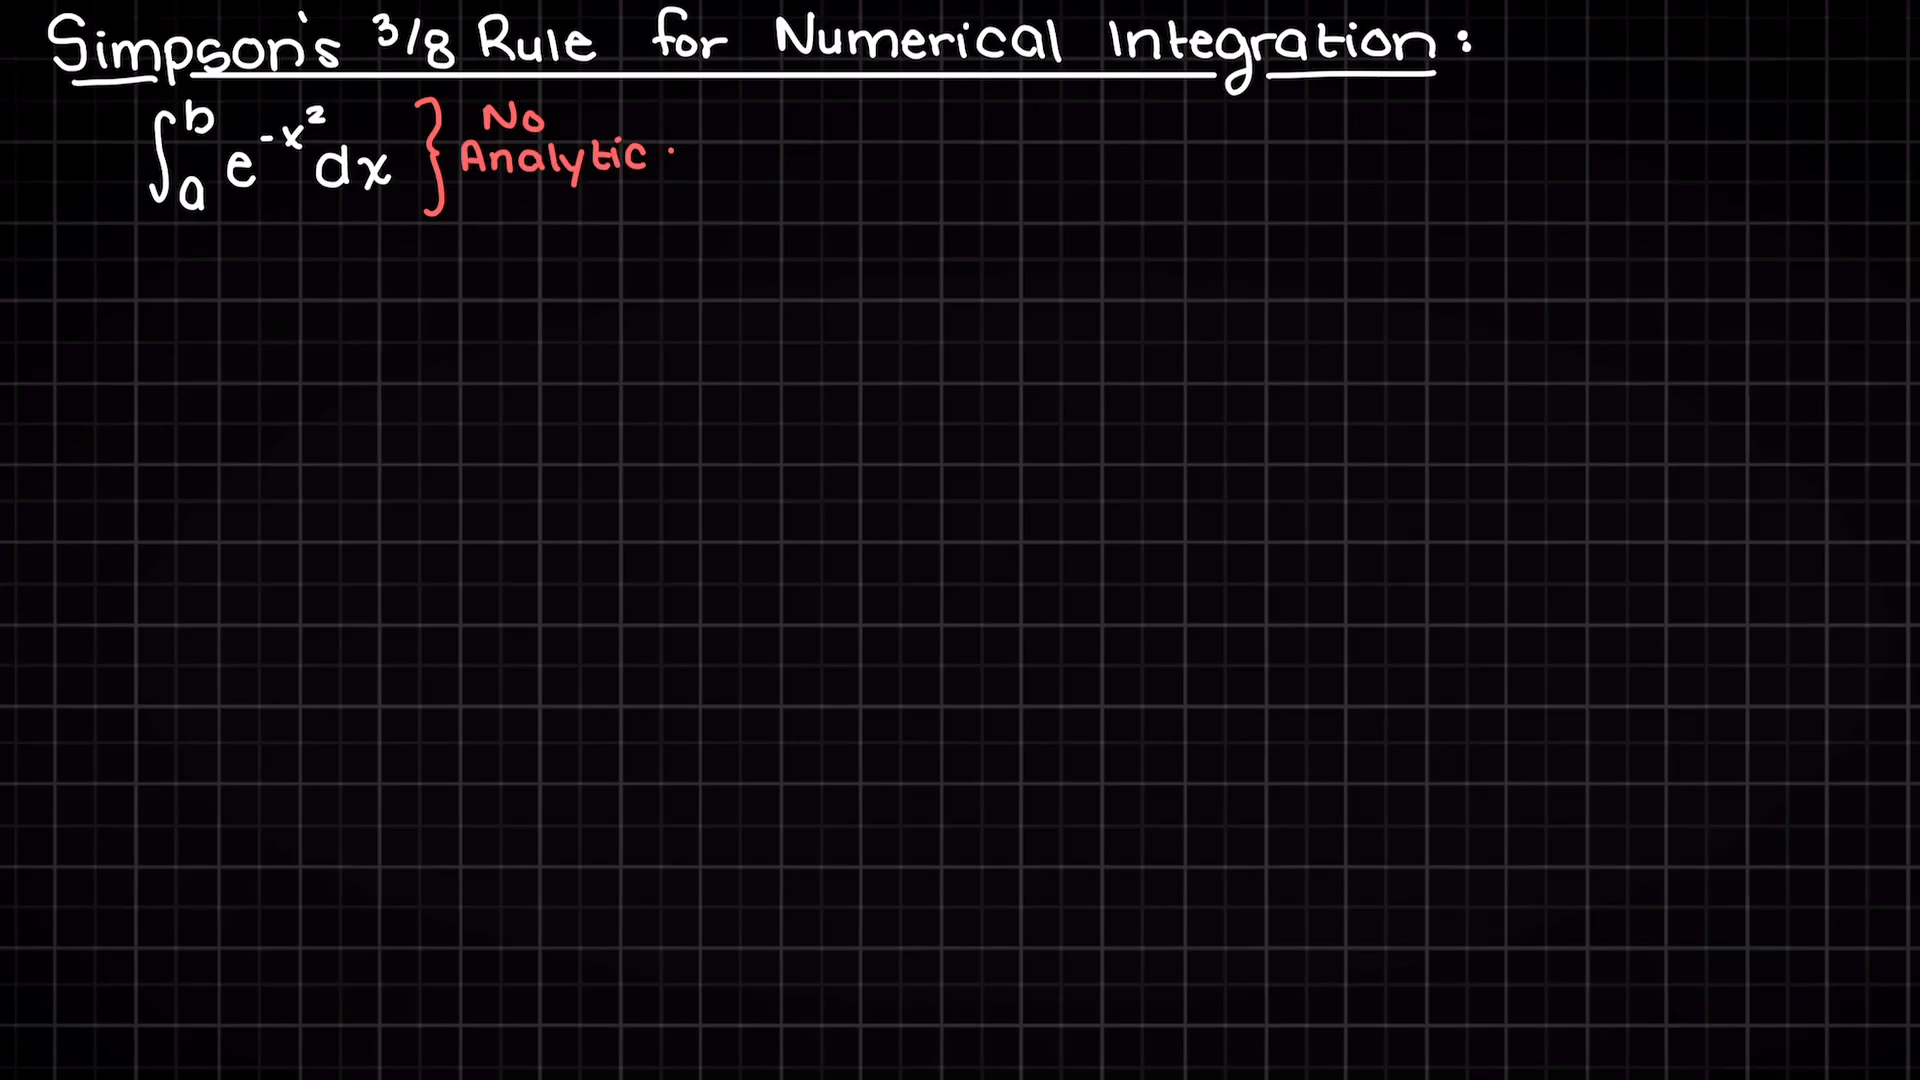 Simpson's 3/8 Rule for Numerical Integration:
∫ₐᵇ e^(-x²) dx } No
Analytic